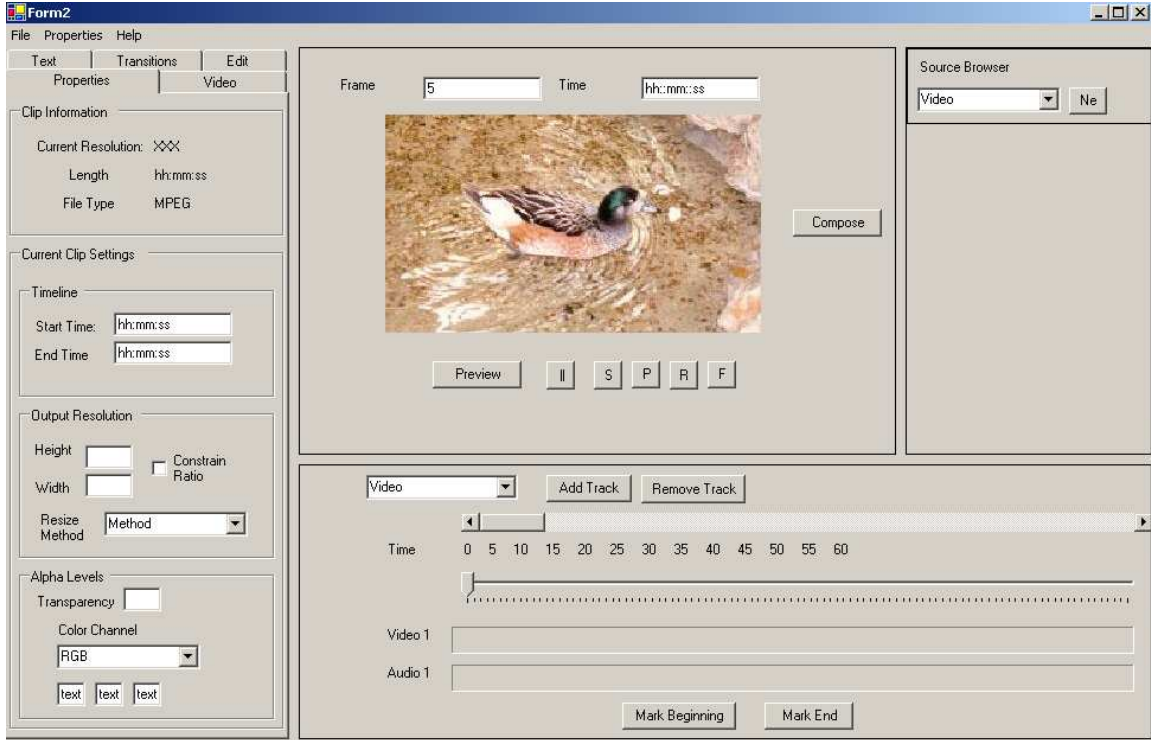 Form2
File Properties Help
Text Transitions Edit
Properties Video
Clip Information
Current Resolution: XXX
Length hh:mm:ss
File Type MPEG
Current Clip Settings
Timeline
Start Time: hh:mm:ss
End Time hh:mm:ss
Output Resolution
Height
Constrain
Ratio
Width
Resize
Method
Method
Alpha Levels
Transparency
Color Channel
RGB
text text text
Frame 5 Time hh::mm::ss
Compose
Preview || S P R F
Source Browser
Video Ne
Video Add Track Remove Track
Time 0 5 10 15 20 25 30 35 40 45 50 55 60
Video 1
Audio 1
Mark Beginning Mark End